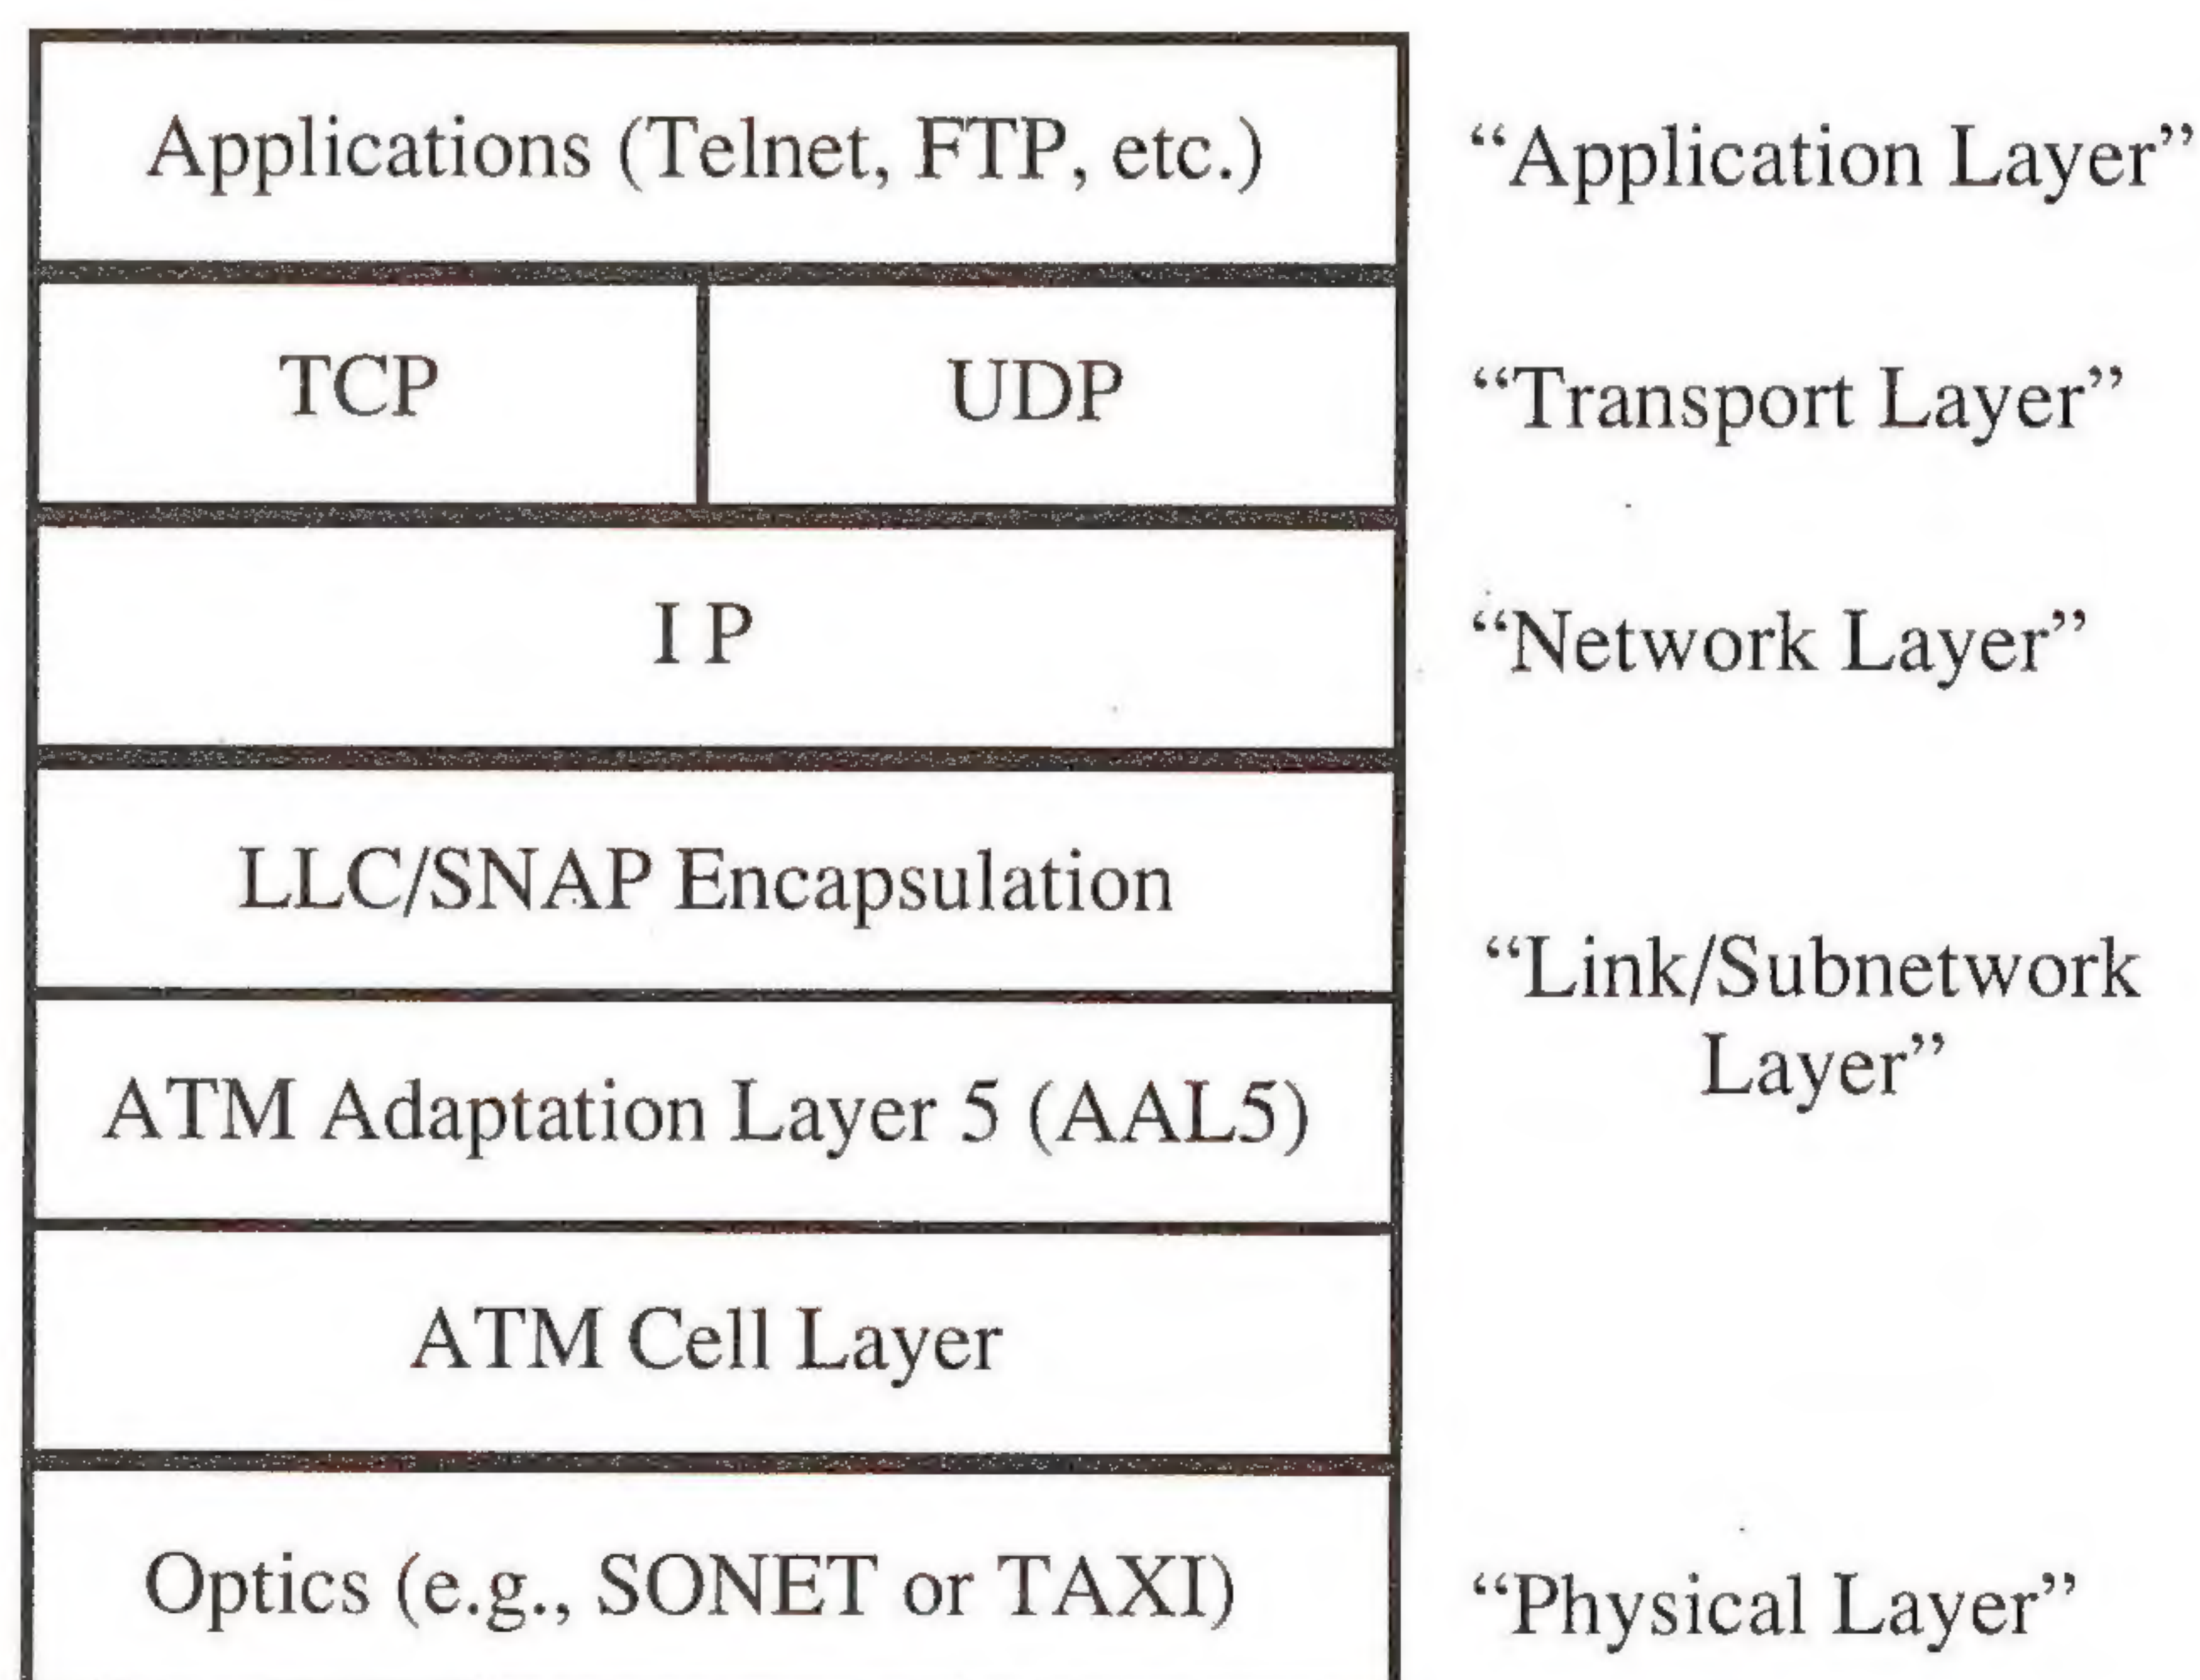 Applications (Telnet, FTP, etc.)
“Application Layer”
TCP
UDP
“Transport Layer”
I P
“Network Layer”
LLC/SNAP Encapsulation
“Link/Subnetwork
Layer”
ATM Adaptation Layer 5 (AAL5)
ATM Cell Layer
Optics (e.g., SONET or TAXI)
“Physical Layer”